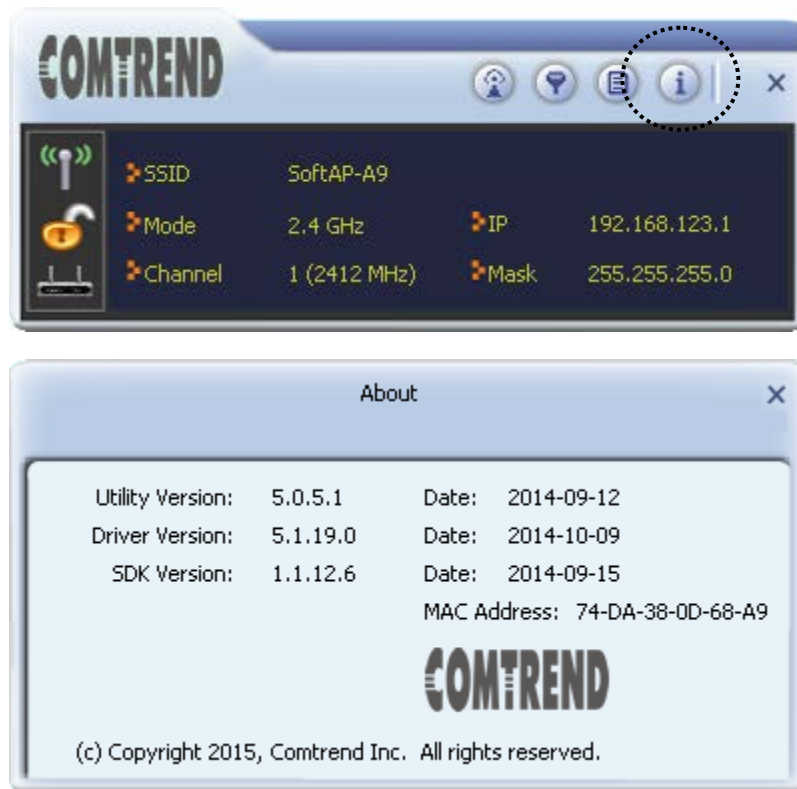 COMTREND
SSID SoftAP-A9
Mode 2.4 GHz IP 192.168.123.1
Channel 1 (2412 MHz) Mask 255.255.255.0
About
Utility Version: 5.0.5.1 Date: 2014-09-12
Driver Version: 5.1.19.0 Date: 2014-10-09
SDK Version: 1.1.12.6 Date: 2014-09-15
MAC Address: 74-DA-38-0D-68-A9
COMTREND
(c) Copyright 2015, Comtrend Inc. All rights reserved.